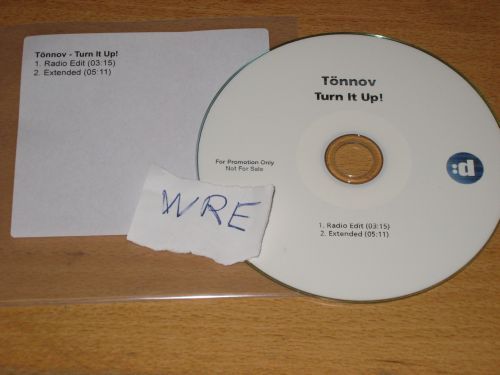 Tönnov - Turn It Up!
1. Radio Edit (03:15)
2. Extended (05:11)
Tönnov
Turn It Up!
For Promotion Only
Not For Sale
:d
1. Radio Edit (03:15)
2. Extended (05:11)
WRE